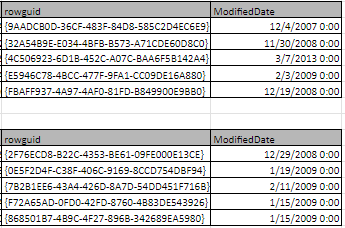 rowguid ModifiedDate
{9AADCB0D-36CF-483F-84D8-585C2D4EC6E9} 12/4/2007 0:00
{32A54B9E-E034-4BFB-B573-A71CDE60D8C0} 11/30/2008 0:00
{4C506923-6D1B-452C-A07C-BAA6F5B142A4} 3/7/2013 0:00
{E5946C78-4BCC-477F-9FA1-CC09DE16A880} 2/3/2009 0:00
{FBAFF937-4A97-4AF0-81FD-B849900E9BB0} 12/19/2008 0:00
rowguid ModifiedDate
{2F76ECD8-B22C-4353-BE61-09FE000E13CE} 12/29/2008 0:00
{0E5F2D4F-C38F-406C-9169-8CCD754DBF94} 1/19/2009 0:00
{7B2B1EE6-43A4-426D-8A7D-54DD451F716B} 2/11/2009 0:00
{F72A65AD-0FD0-42FD-8760-4B83DE543926} 1/15/2009 0:00
{868501B7-4B9C-4F27-896B-342689EA5980} 1/15/2009 0:00